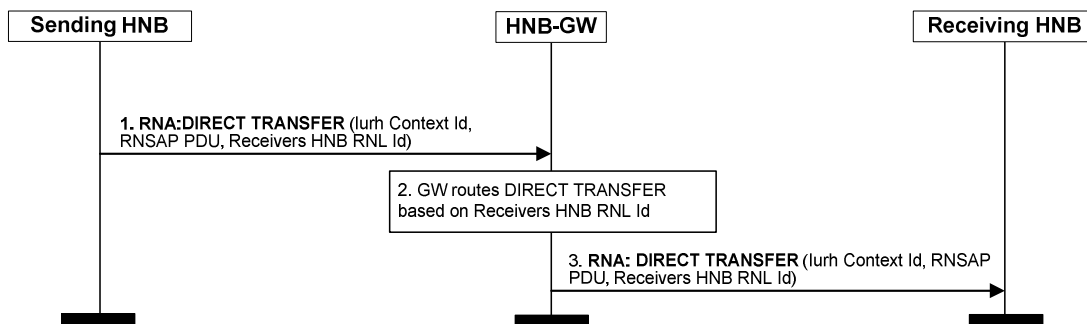 Sending HNB
HNB-GW
Receiving HNB
1. RNA:DIRECT TRANSFER (Iurh Context Id,
RNSAP PDU, Receivers HNB RNL Id)
2. GW routes DIRECT TRANSFER
based on Receivers HNB RNL Id
3. RNA: DIRECT TRANSFER (Iurh Context Id, RNSAP
PDU, Receivers HNB RNL Id)